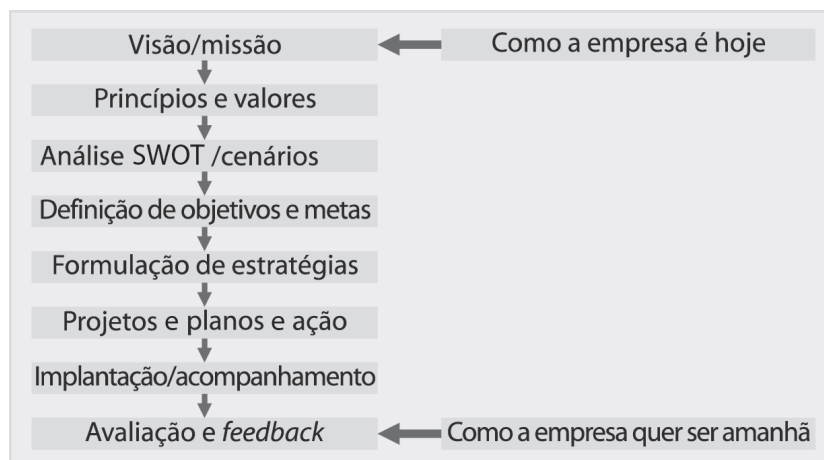 Visão/missão
Como a empresa é hoje
Princípios e valores
Análise SWOT /cenários
Definição de objetivos e metas
Formulação de estratégias
Projetos e planos e ação
Implantação/acompanhamento
Avaliação e feedback
Como a empresa quer ser amanhã